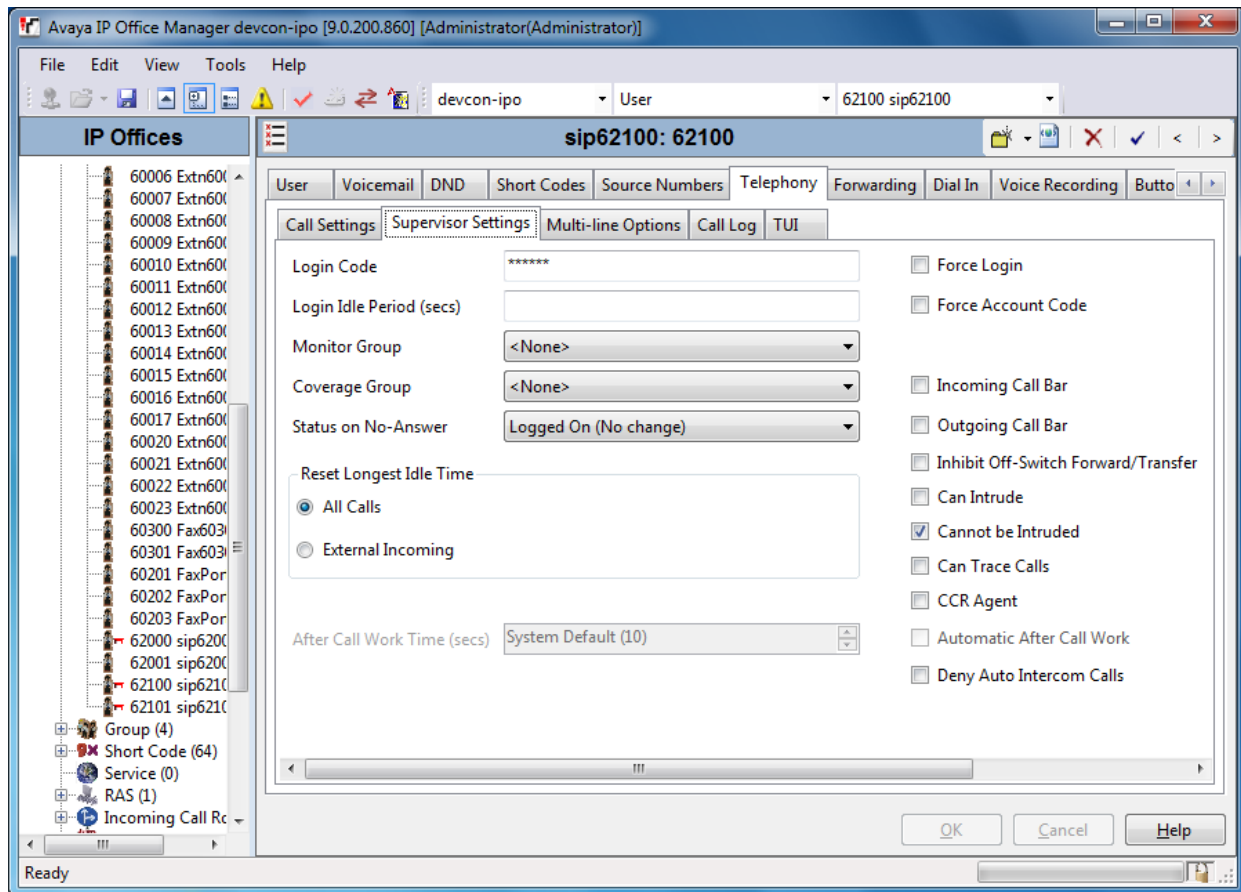 Avaya IP Office Manager devcon-ipo [9.0.200.860] [Administrator(Administrator)]
File Edit View Tools Help
devcon-ipo User 62100 sip62100
IP Offices
sip62100: 62100
60006 Extn600
60007 Extn600
60008 Extn600
60009 Extn600
60010 Extn600
60011 Extn600
60012 Extn600
60013 Extn600
60014 Extn600
60015 Extn600
60016 Extn600
60017 Extn600
60020 Extn600
60021 Extn600
60022 Extn600
60023 Extn600
60300 Fax603
60301 Fax603
60201 FaxPor
60202 FaxPor
60203 FaxPor
62000 sip6200
62001 sip6200
62100 sip6210
62101 sip6210
Group (4)
Short Code (64)
Service (0)
RAS (1)
Incoming Call Ro
User Voicemail DND Short Codes Source Numbers Telephony Forwarding Dial In Voice Recording Butto
Call Settings Supervisor Settings Multi-line Options Call Log TUI
Login Code ******
Login Idle Period (secs)
Monitor Group <None>
Coverage Group <None>
Status on No-Answer Logged On (No change)
Reset Longest Idle Time
All Calls
External Incoming
After Call Work Time (secs) System Default (10)
Force Login
Force Account Code
Incoming Call Bar
Outgoing Call Bar
Inhibit Off-Switch Forward/Transfer
Can Intrude
Cannot be Intruded
Can Trace Calls
CCR Agent
Automatic After Call Work
Deny Auto Intercom Calls
OK Cancel Help
Ready